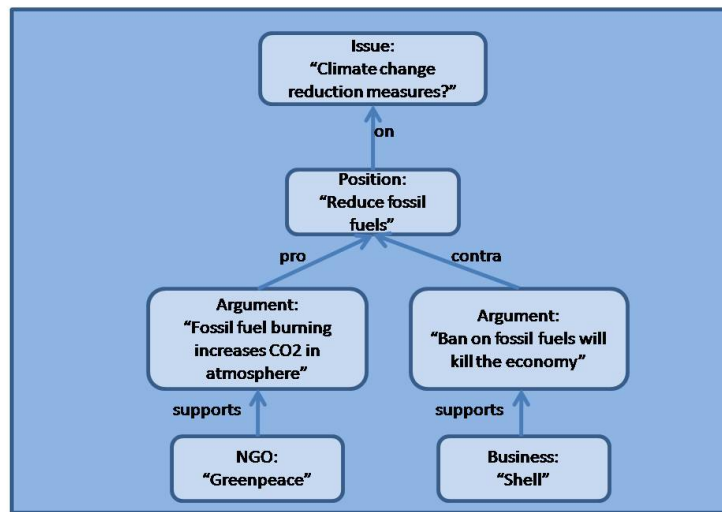 Issue:
“Climate change
reduction measures?”
on
Position:
“Reduce fossil
fuels”
pro
contra
Argument:
“Fossil fuel burning
increases CO2 in
atmosphere”
Argument:
“Ban on fossil fuels will
kill the economy”
supports
supports
NGO:
“Greenpeace”
Business:
“Shell”